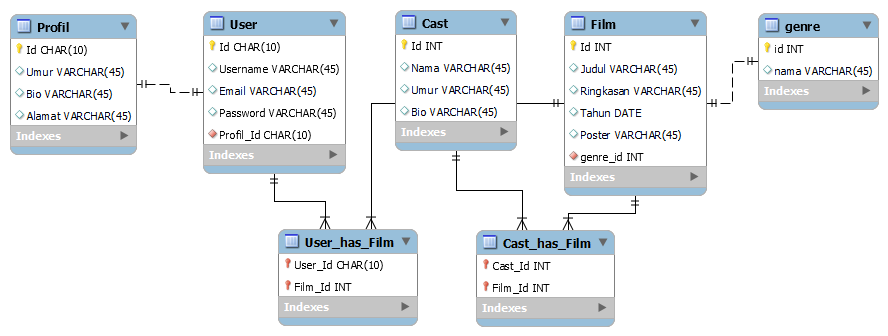 Profil
Id CHAR(10)
Umur VARCHAR(45)
Bio VARCHAR(45)
Alamat VARCHAR(45)
Indexes
User
Id CHAR(10)
Username VARCHAR(45)
Email VARCHAR(45)
Password VARCHAR(45)
Profil_Id CHAR(10)
Indexes
Cast
Id INT
Nama VARCHAR(45)
Umur VARCHAR(45)
Bio VARCHAR(45)
Indexes
Film
Id INT
Judul VARCHAR(45)
Ringkasan VARCHAR(45)
Tahun DATE
Poster VARCHAR(45)
genre_id INT
Indexes
genre
id INT
nama VARCHAR(45)
Indexes
User_has_Film
User_Id CHAR(10)
Film_Id INT
Indexes
Cast_has_Film
Cast_Id INT
Film_Id INT
Indexes